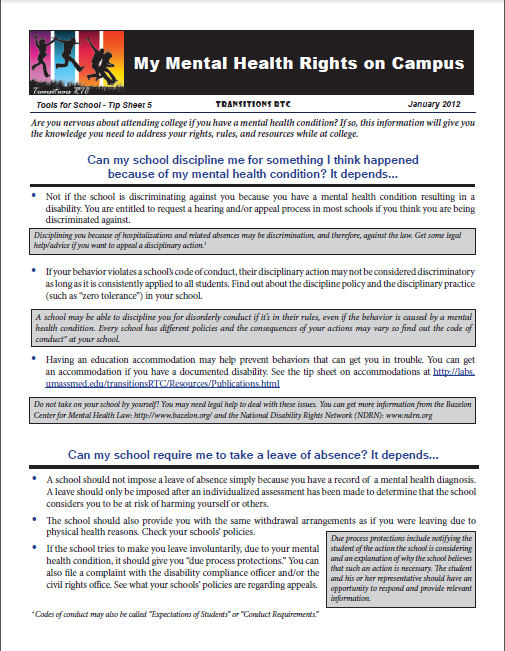 My Mental Health Rights on Campus
Transitions RTC
Tools for School - Tip Sheet 5
TRANSITIONS RTC
January 2012
Are you nervous about attending college if you have a mental health condition? If so, this information will give you
the knowledge you need to address your rights, rules, and resources while at college.
Can my school discipline me for something I think happened
because of my mental health condition? It depends...
• Not if the school is discriminating against you because you have a mental health condition resulting in a
disability. You are entitled to request a hearing and/or appeal process in most schools if you think you are being
discriminated against.
Disciplining you because of hospitalizations and related absences may be discrimination, and therefore, against the law. Get some legal
help/advice if you want to appeal a disciplinary action.¹
• If your behavior violates a school's code of conduct, their disciplinary action may not be considered discriminatory
as long as it is consistently applied to all students. Find out about the discipline policy and the disciplinary practice
(such as "zero tolerance") in your school.
A school may be able to discipline you for disorderly conduct if it's in their rules, even if the behavior is caused by a mental
health condition. Every school has different policies and the consequences of your actions may vary so find out the code of
conduct* at your school.
• Having an education accommodation may help prevent behaviors that can get you in trouble. You can get
an accommodation if you have a documented disability. See the tip sheet on accommodations at http://labs.
umassmed.edu/transitionsRTC/Resources/Publications.html
Do not take on your school by yourself! You may need legal help to deal with these issues. You can get more information from the Bazelon
Center for Mental Health Law: http://www.bazelon.org/ and the National Disability Rights Network (NDRN): www.ndrn.org
Can my school require me to take a leave of absence? It depends...
• A school should not impose a leave of absence simply because you have a record of a mental health diagnosis.
A leave should only be imposed after an individualized assessment has been made to determine that the school
considers you to be at risk of harming yourself or others.
• The school should also provide you with the same withdrawal arrangements as if you were leaving due to
physical health reasons. Check your schools' policies.
• If the school tries to make you leave involuntarily, due to your mental
health condition, it should give you "due process protections." You can
also file a complaint with the disability compliance officer and/or the
civil rights office. See what your schools' policies are regarding appeals.
Due process protections include notifying the
student of the action the school is considering
and an explanation of why the school believes
that such an action is necessary. The student
and his or her representative should have an
opportunity to respond and provide relevant
information.
* Codes of conduct may also be called "Expectations of Students" or "Conduct Requirements."